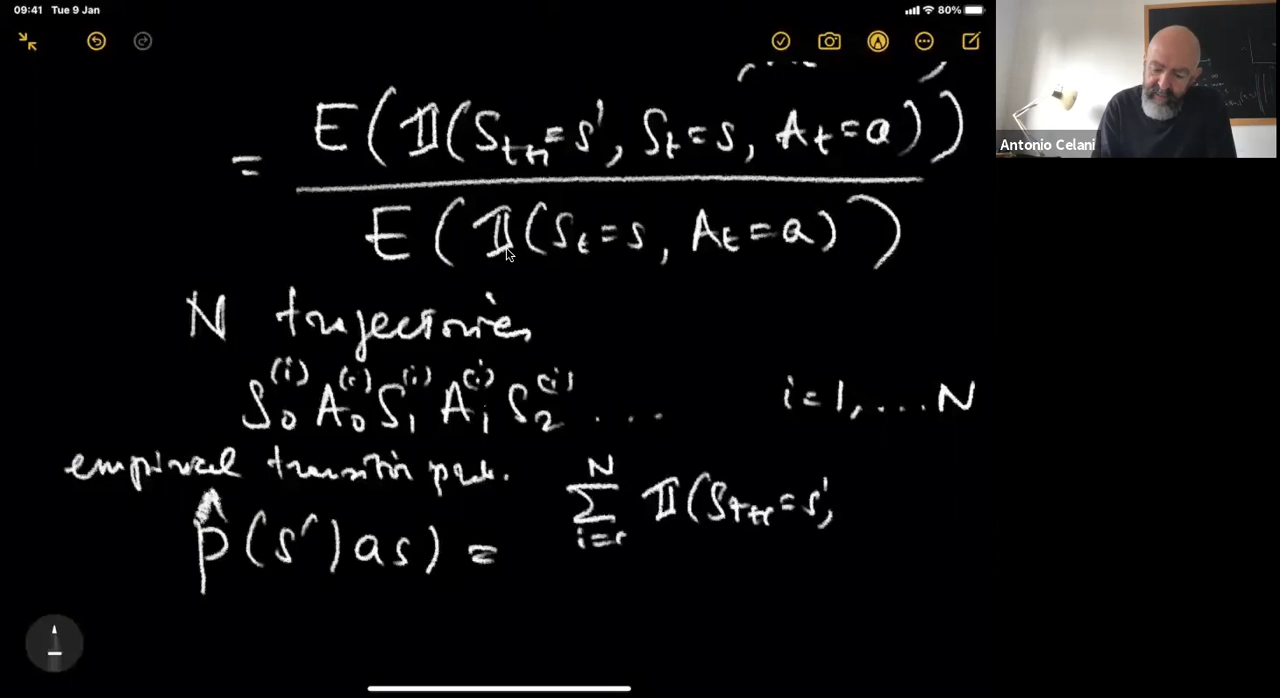 09:41 Tue 9 Jan 80%
Antonio Celani
= E(𝕀(S_{t+1}=s', S_t=s, A_t=a))
E(𝕀(S_t=s, A_t=a))
N trajectories
S_0^{(i)} A_0^{(i)} S_1^{(i)} A_1^{(i)} S_2^{(i)} .... i=1,...N
empirical transition prob.
p̂(s'|as) = \sum_{i=1}^{N} 𝕀(S_{t+1}=s',